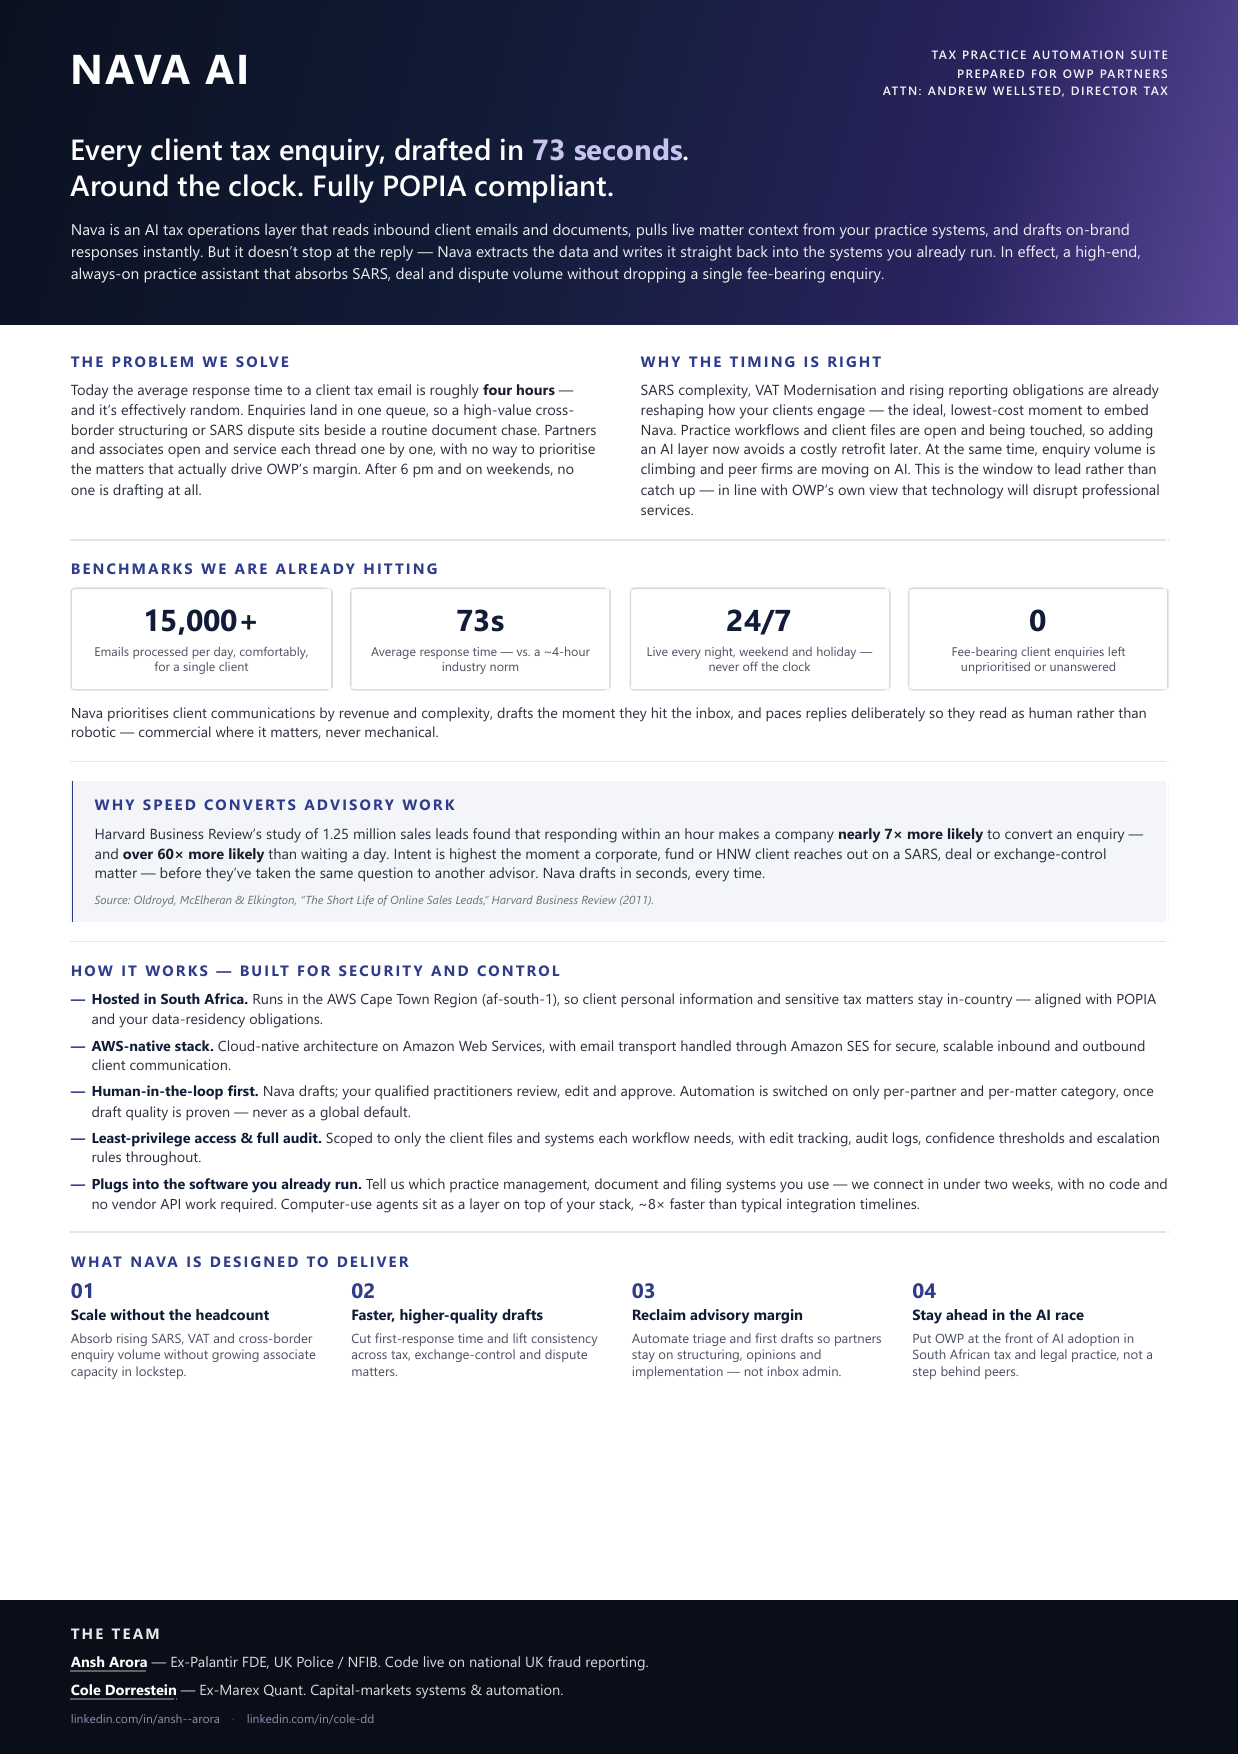 NAVA AI
TAX PRACTICE AUTOMATION SUITE
PREPARED FOR OWP PARTNERS
ATTN: ANDREW WELLSTED, DIRECTOR TAX
Every client tax enquiry, drafted in 73 seconds.
Around the clock. Fully POPIA compliant.
Nava is an AI tax operations layer that reads inbound client emails and documents, pulls live matter context from your practice systems, and drafts on-brand
responses instantly. But it doesn’t stop at the reply — Nava extracts the data and writes it straight back into the systems you already run. In effect, a high-end,
always-on practice assistant that absorbs SARS, deal and dispute volume without dropping a single fee-bearing enquiry.
THE PROBLEM WE SOLVE
Today the average response time to a client tax email is roughly four hours —
and it’s effectively random. Enquiries land in one queue, so a high-value cross-
border structuring or SARS dispute sits beside a routine document chase. Partners
and associates open and service each thread one by one, with no way to prioritise
the matters that actually drive OWP’s margin. After 6 pm and on weekends, no
one is drafting at all.
WHY THE TIMING IS RIGHT
SARS complexity, VAT Modernisation and rising reporting obligations are already
reshaping how your clients engage — the ideal, lowest-cost moment to embed
Nava. Practice workflows and client files are open and being touched, so adding
an AI layer now avoids a costly retrofit later. At the same time, enquiry volume is
climbing and peer firms are moving on AI. This is the window to lead rather than
catch up — in line with OWP’s own view that technology will disrupt professional
services.
BENCHMARKS WE ARE ALREADY HITTING
15,000+
Emails processed per day, comfortably,
for a single client
73s
Average response time — vs. a ~4-hour
industry norm
24/7
Live every night, weekend and holiday —
never off the clock
0
Fee-bearing client enquiries left
unprioritised or unanswered
Nava prioritises client communications by revenue and complexity, drafts the moment they hit the inbox, and paces replies deliberately so they read as human rather than
robotic — commercial where it matters, never mechanical.
WHY SPEED CONVERTS ADVISORY WORK
Harvard Business Review’s study of 1.25 million sales leads found that responding within an hour makes a company nearly 7× more likely to convert an enquiry —
and over 60× more likely than waiting a day. Intent is highest the moment a corporate, fund or HNW client reaches out on a SARS, deal or exchange-control
matter — before they’ve taken the same question to another advisor. Nava drafts in seconds, every time.
Source: Oldroyd, McElheran & Elkington, “The Short Life of Online Sales Leads,” Harvard Business Review (2011).
HOW IT WORKS — BUILT FOR SECURITY AND CONTROL
— Hosted in South Africa. Runs in the AWS Cape Town Region (af-south-1), so client personal information and sensitive tax matters stay in-country — aligned with POPIA
and your data-residency obligations.
— AWS-native stack. Cloud-native architecture on Amazon Web Services, with email transport handled through Amazon SES for secure, scalable inbound and outbound
client communication.
— Human-in-the-loop first. Nava drafts; your qualified practitioners review, edit and approve. Automation is switched on only per-partner and per-matter category, once
draft quality is proven — never as a global default.
— Least-privilege access & full audit. Scoped to only the client files and systems each workflow needs, with edit tracking, audit logs, confidence thresholds and escalation
rules throughout.
— Plugs into the software you already run. Tell us which practice management, document and filing systems you use — we connect in under two weeks, with no code and
no vendor API work required. Computer-use agents sit as a layer on top of your stack, ~8× faster than typical integration timelines.
WHAT NAVA IS DESIGNED TO DELIVER
01
Scale without the headcount
Absorb rising SARS, VAT and cross-border
enquiry volume without growing associate
capacity in lockstep.
02
Faster, higher-quality drafts
Cut first-response time and lift consistency
across tax, exchange-control and dispute
matters.
03
Reclaim advisory margin
Automate triage and first drafts so partners
stay on structuring, opinions and
implementation — not inbox admin.
04
Stay ahead in the AI race
Put OWP at the front of AI adoption in
South African tax and legal practice, not a
step behind peers.
THE TEAM
Ansh Arora — Ex-Palantir FDE, UK Police / NFIB. Code live on national UK fraud reporting.
Cole Dorrestein — Ex-Marex Quant. Capital-markets systems & automation.
linkedin.com/in/ansh--arora · linkedin.com/in/cole-dd